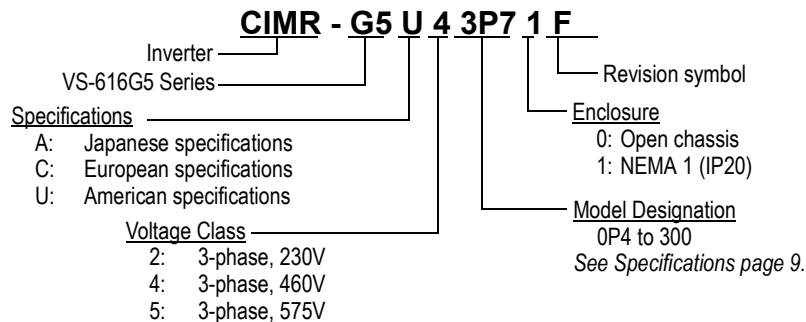 CIMR - G5 U 4 3P7 1 F
Inverter
VS-616G5 Series
Specifications
A: Japanese specifications
C: European specifications
U: American specifications
Voltage Class
2: 3-phase, 230V
4: 3-phase, 460V
5: 3-phase, 575V
Revision symbol
Enclosure
0: Open chassis
1: NEMA 1 (IP20)
Model Designation
0P4 to 300
See Specifications page 9.